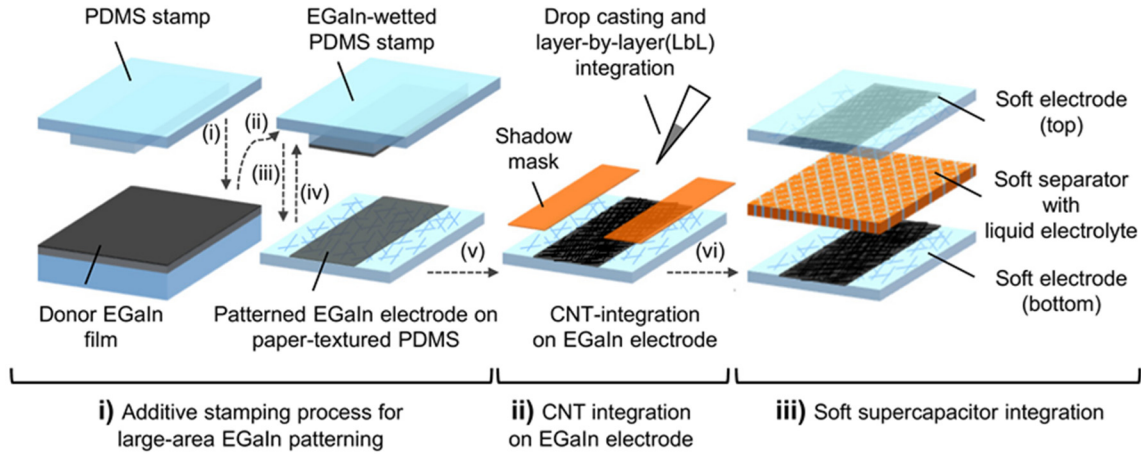 PDMS stamp
EGaIn-wetted
PDMS stamp
Drop casting and
layer-by-layer(LbL)
integration
(i)
(ii)
(iii)
(iv)
Shadow
mask
Soft electrode
(top)
Soft separator
with
liquid electrolyte
Soft electrode
(bottom)
(v)
(vi)
Donor EGaIn
film
Patterned EGaIn electrode on
paper-textured PDMS
CNT-integration
on EGaIn electrode
i) Additive stamping process for
large-area EGaIn patterning
ii) CNT integration
on EGaIn electrode
iii) Soft supercapacitor integration